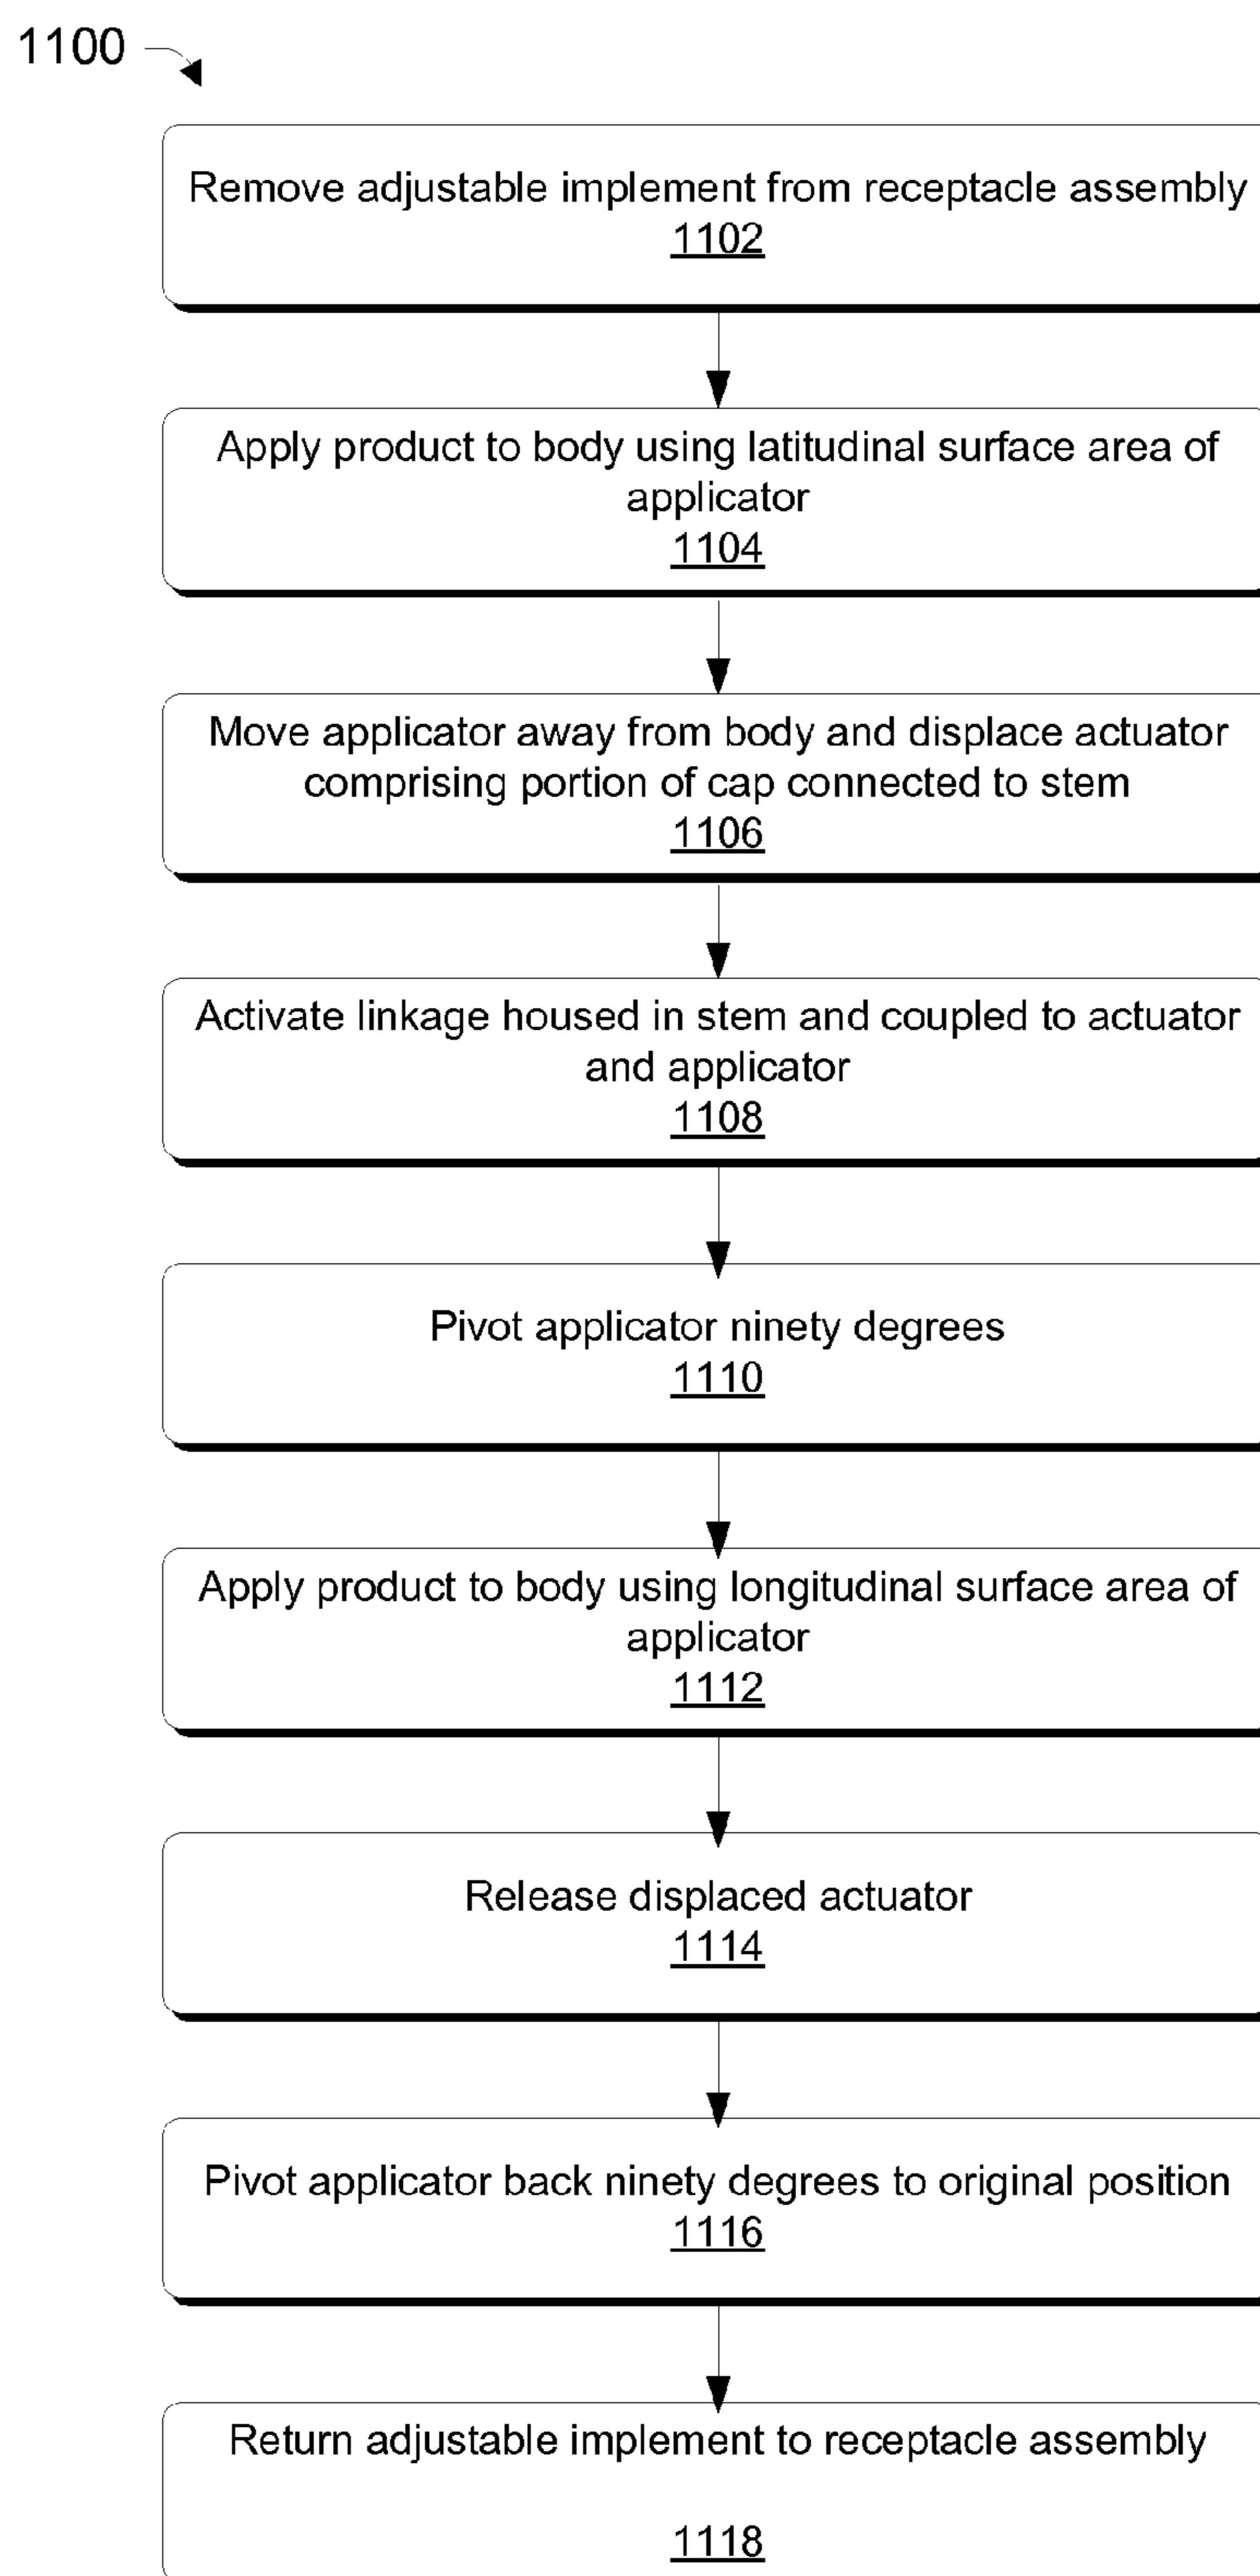 1100
Remove adjustable implement from receptacle assembly
1102
Apply product to body using latitudinal surface area of
applicator
1104
Move applicator away from body and displace actuator
comprising portion of cap connected to stem
1106
Activate linkage housed in stem and coupled to actuator
and applicator
1108
Pivot applicator ninety degrees
1110
Apply product to body using longitudinal surface area of
applicator
1112
Release displaced actuator
1114
Pivot applicator back ninety degrees to original position
1116
Return adjustable implement to receptacle assembly
1118